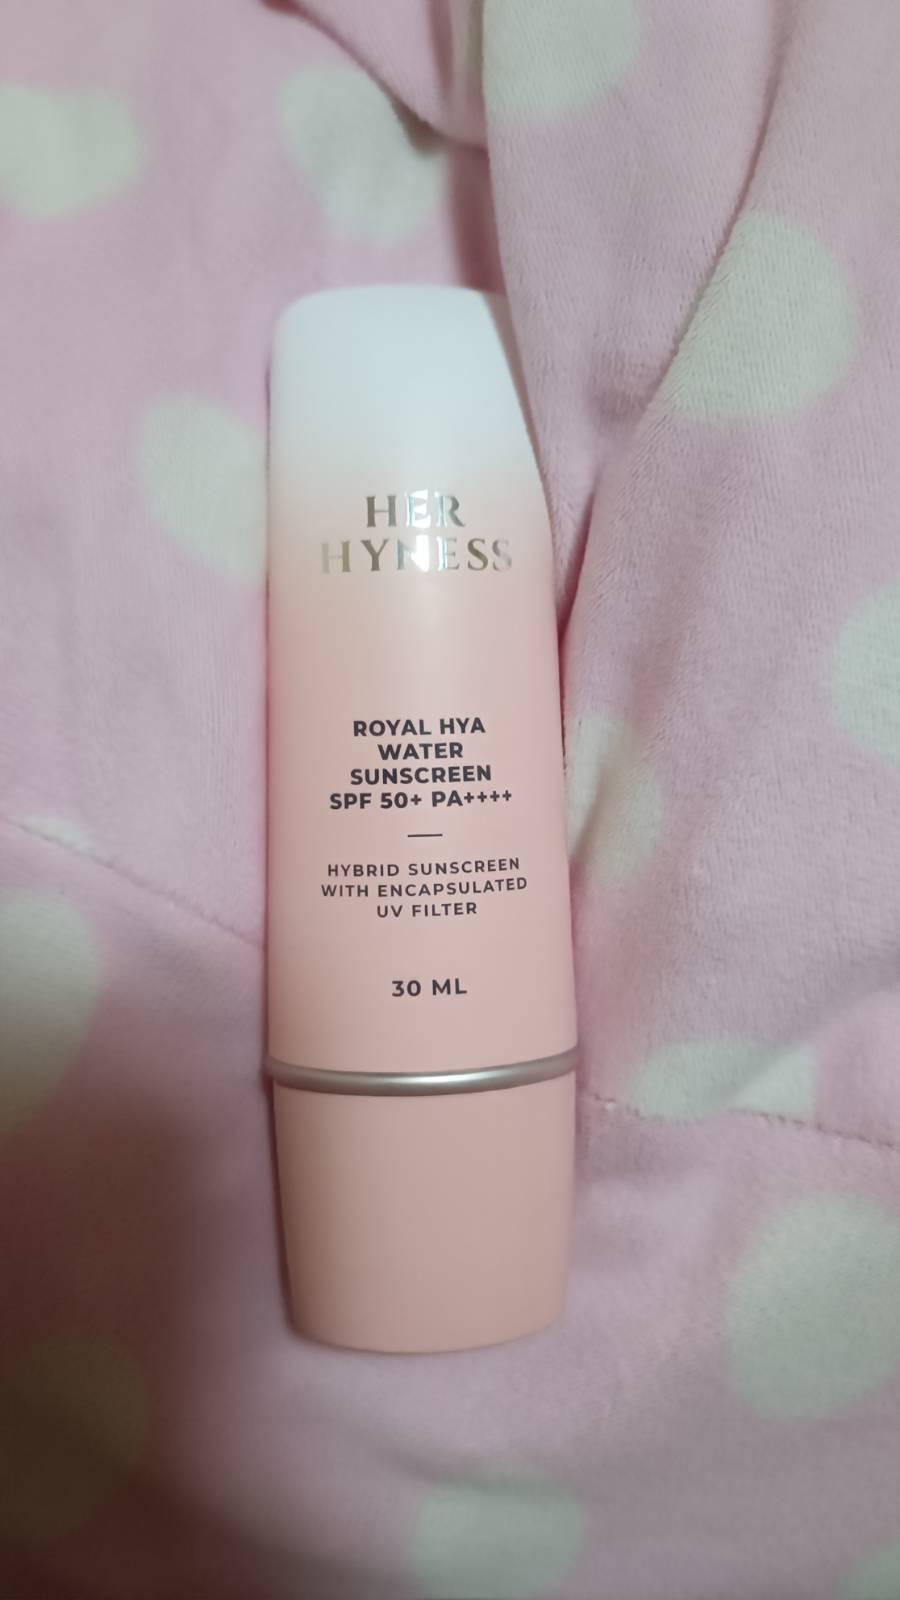 HER
HYNESS
ROYAL HYA
WATER
SUNSCREEN
SPF 50+ PA++++
HYBRID SUNSCREEN
WITH ENCAPSULATED
UV FILTER
30 ML